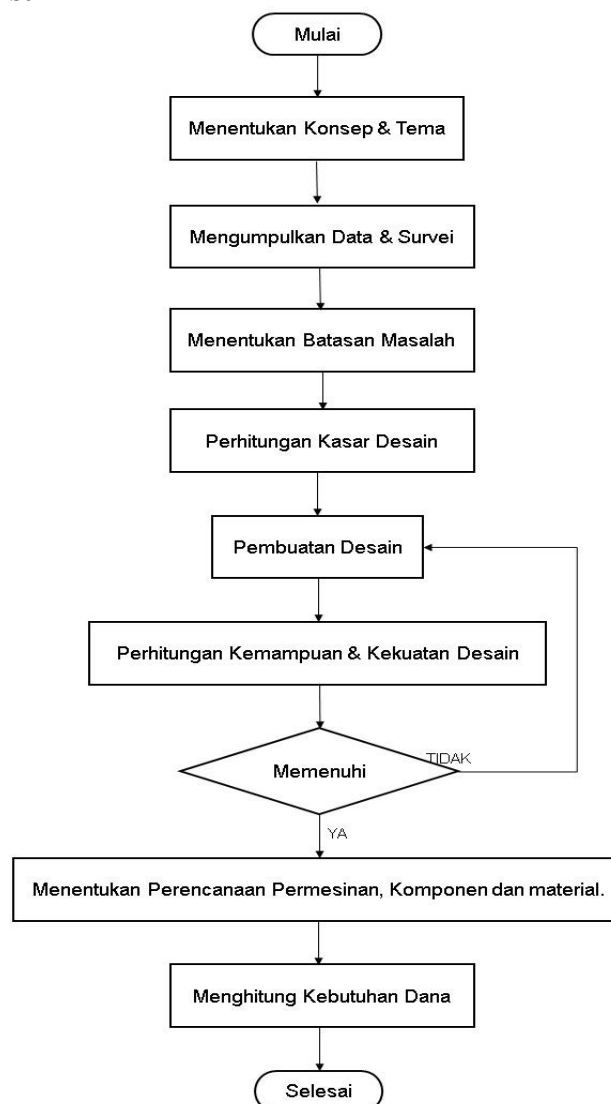 Mulai
Menentukan Konsep & Tema
Mengumpulkan Data & Survei
Menentukan Batasan Masalah
Perhitungan Kasar Desain
Pembuatan Desain
Perhitungan Kemampuan & Kekuatan Desain
Memenuhi
TIDAK
YA
Menentukan Perencanaan Permesinan, Komponen dan material.
Menghitung Kebutuhan Dana
Selesai